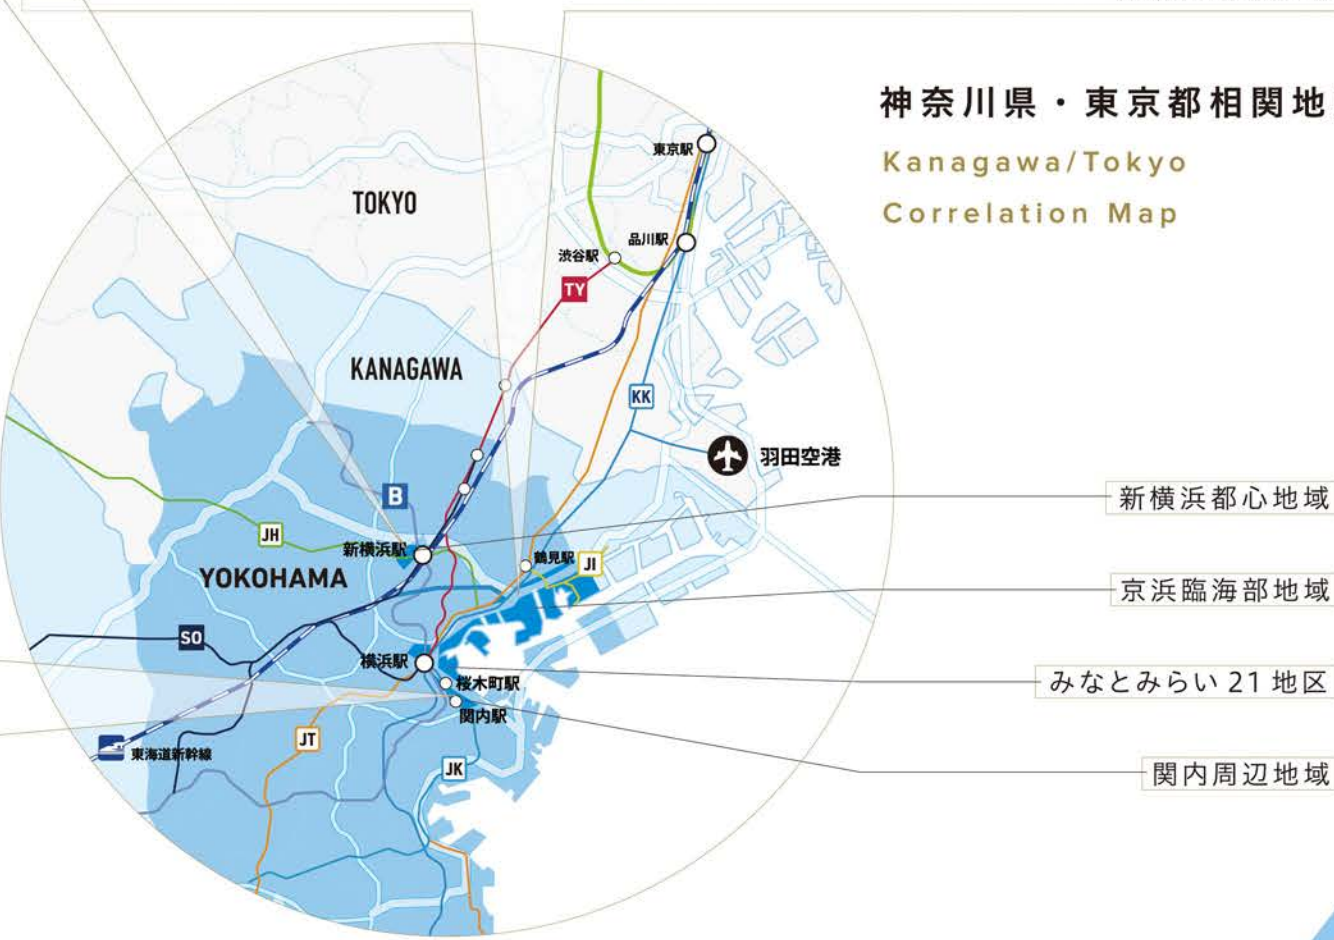 神奈川県・東京都相関地
Kanagawa/Tokyo
Correlation Map
東京駅
TOKYO
品川駅
渋谷駅
TY
KANAGAWA
KK
羽田空港
B
新横浜都心地域
JH
新横浜駅
鶴見駅
JI
YOKOHAMA
京浜臨海部地域
SO
横浜駅
桜木町駅
みなとみらい 21 地区
関内駅
JT
東海道新幹線
JK
関内周辺地域